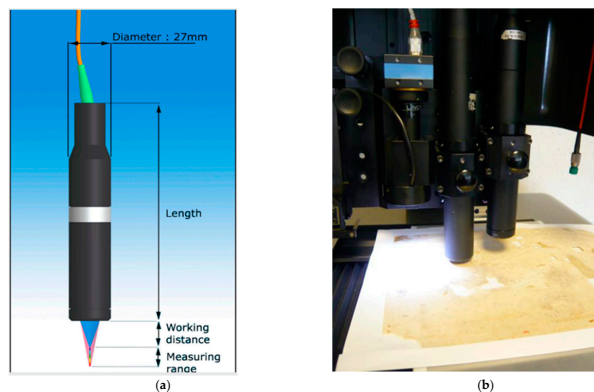 Diameter : 27mm
Length
Working
distance
Measuring
range
(a)
(b)